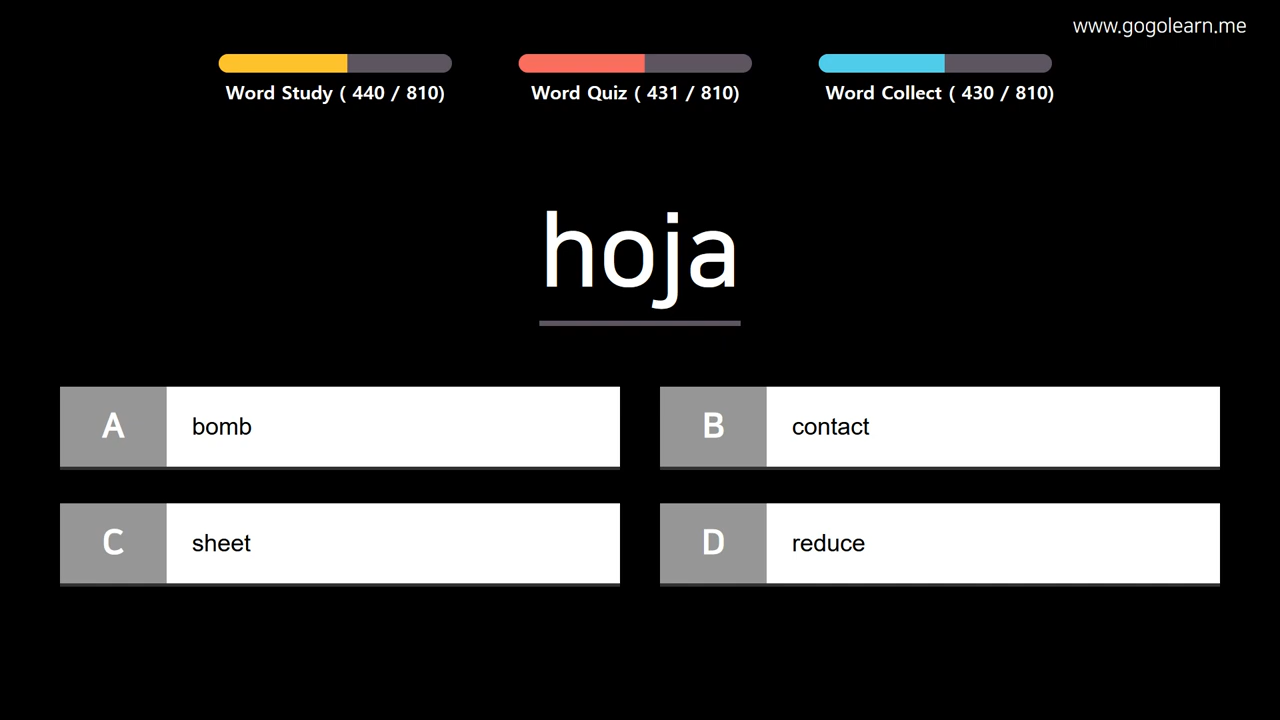 www.gogolearn.me
Word Study ( 440 / 810)
Word Quiz ( 431 / 810)
Word Collect ( 430 / 810)
hoja
A bomb
B contact
C sheet
D reduce